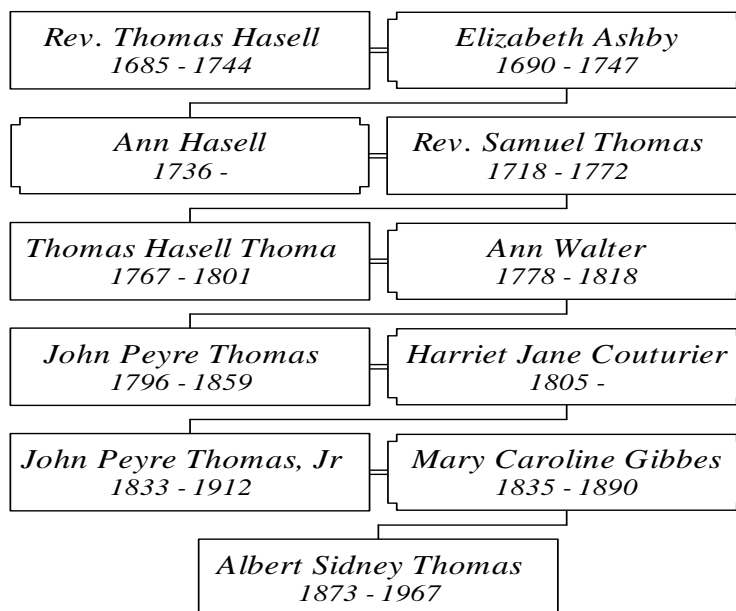 Rev. Thomas Hasell
1685 - 1744
Elizabeth Ashby
1690 - 1747
Ann Hasell
1736 -
Rev. Samuel Thomas
1718 - 1772
Thomas Hasell Thoma
1767 - 1801
Ann Walter
1778 - 1818
John Peyre Thomas
1796 - 1859
Harriet Jane Couturier
1805 -
John Peyre Thomas, Jr
1833 - 1912
Mary Caroline Gibbes
1835 - 1890
Albert Sidney Thomas
1873 - 1967